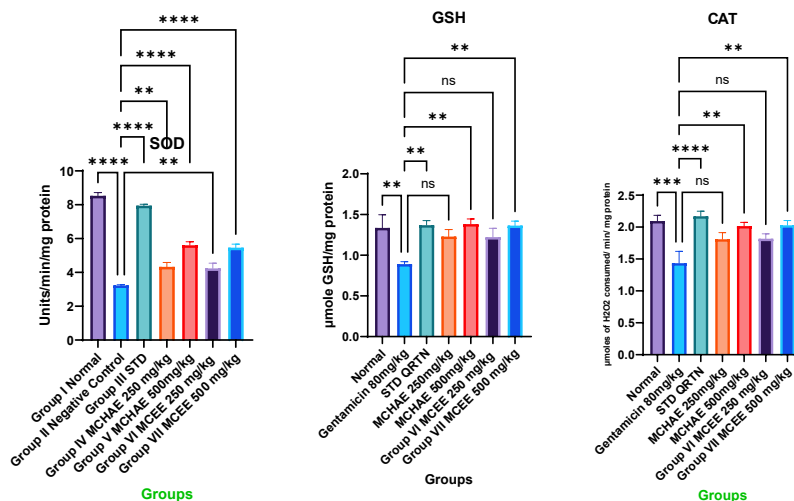 ****
****
**
****
SOD
****
**
10
8
6
4
2
0
Units/min/mg protein
Group I Normal
Group II Negative Control
Group III STD
Group IV MCHAE 250 mg/kg
Group V MCHAE 500mg/kg
Group VI MCEE 250 mg/kg
Group VII MCEE 500 mg/kg
Groups
GSH
**
ns
**
**
**
ns
2.0
1.5
1.0
0.5
0.0
µmole GSH/mg protein
Normal
Gentamicin 80mg/kg
STD QRTN
MCHAE 250mg/kg
MCHAE 500mg/kg
Group VI MCEE 250 mg/kg
Group VII MCEE 500 mg/kg
Groups
CAT
**
ns
**
****
***
ns
2.5
2.0
1.5
1.0
0.5
0.0
µmoles of H2O2 consumed/ min/ mg protein
Normal
Gentamicin 80mg/kg
STD QRTN
MCHAE 250mg/kg
MCHAE 500mg/kg
Group VI MCEE 250 mg/kg
Group VII MCEE 500 mg/kg
Groups